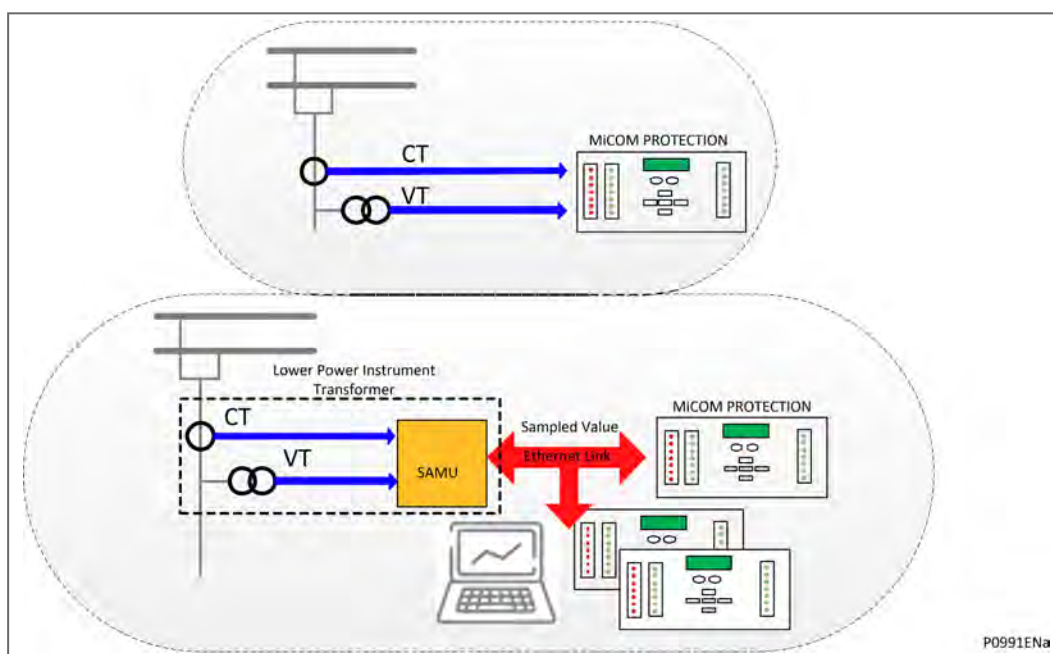 CT
MiCOM PROTECTION
VT
Lower Power Instrument
Transformer
CT
MiCOM PROTECTION
Sampled Value
VT
SAMU
Ethernet Link
P0991ENa